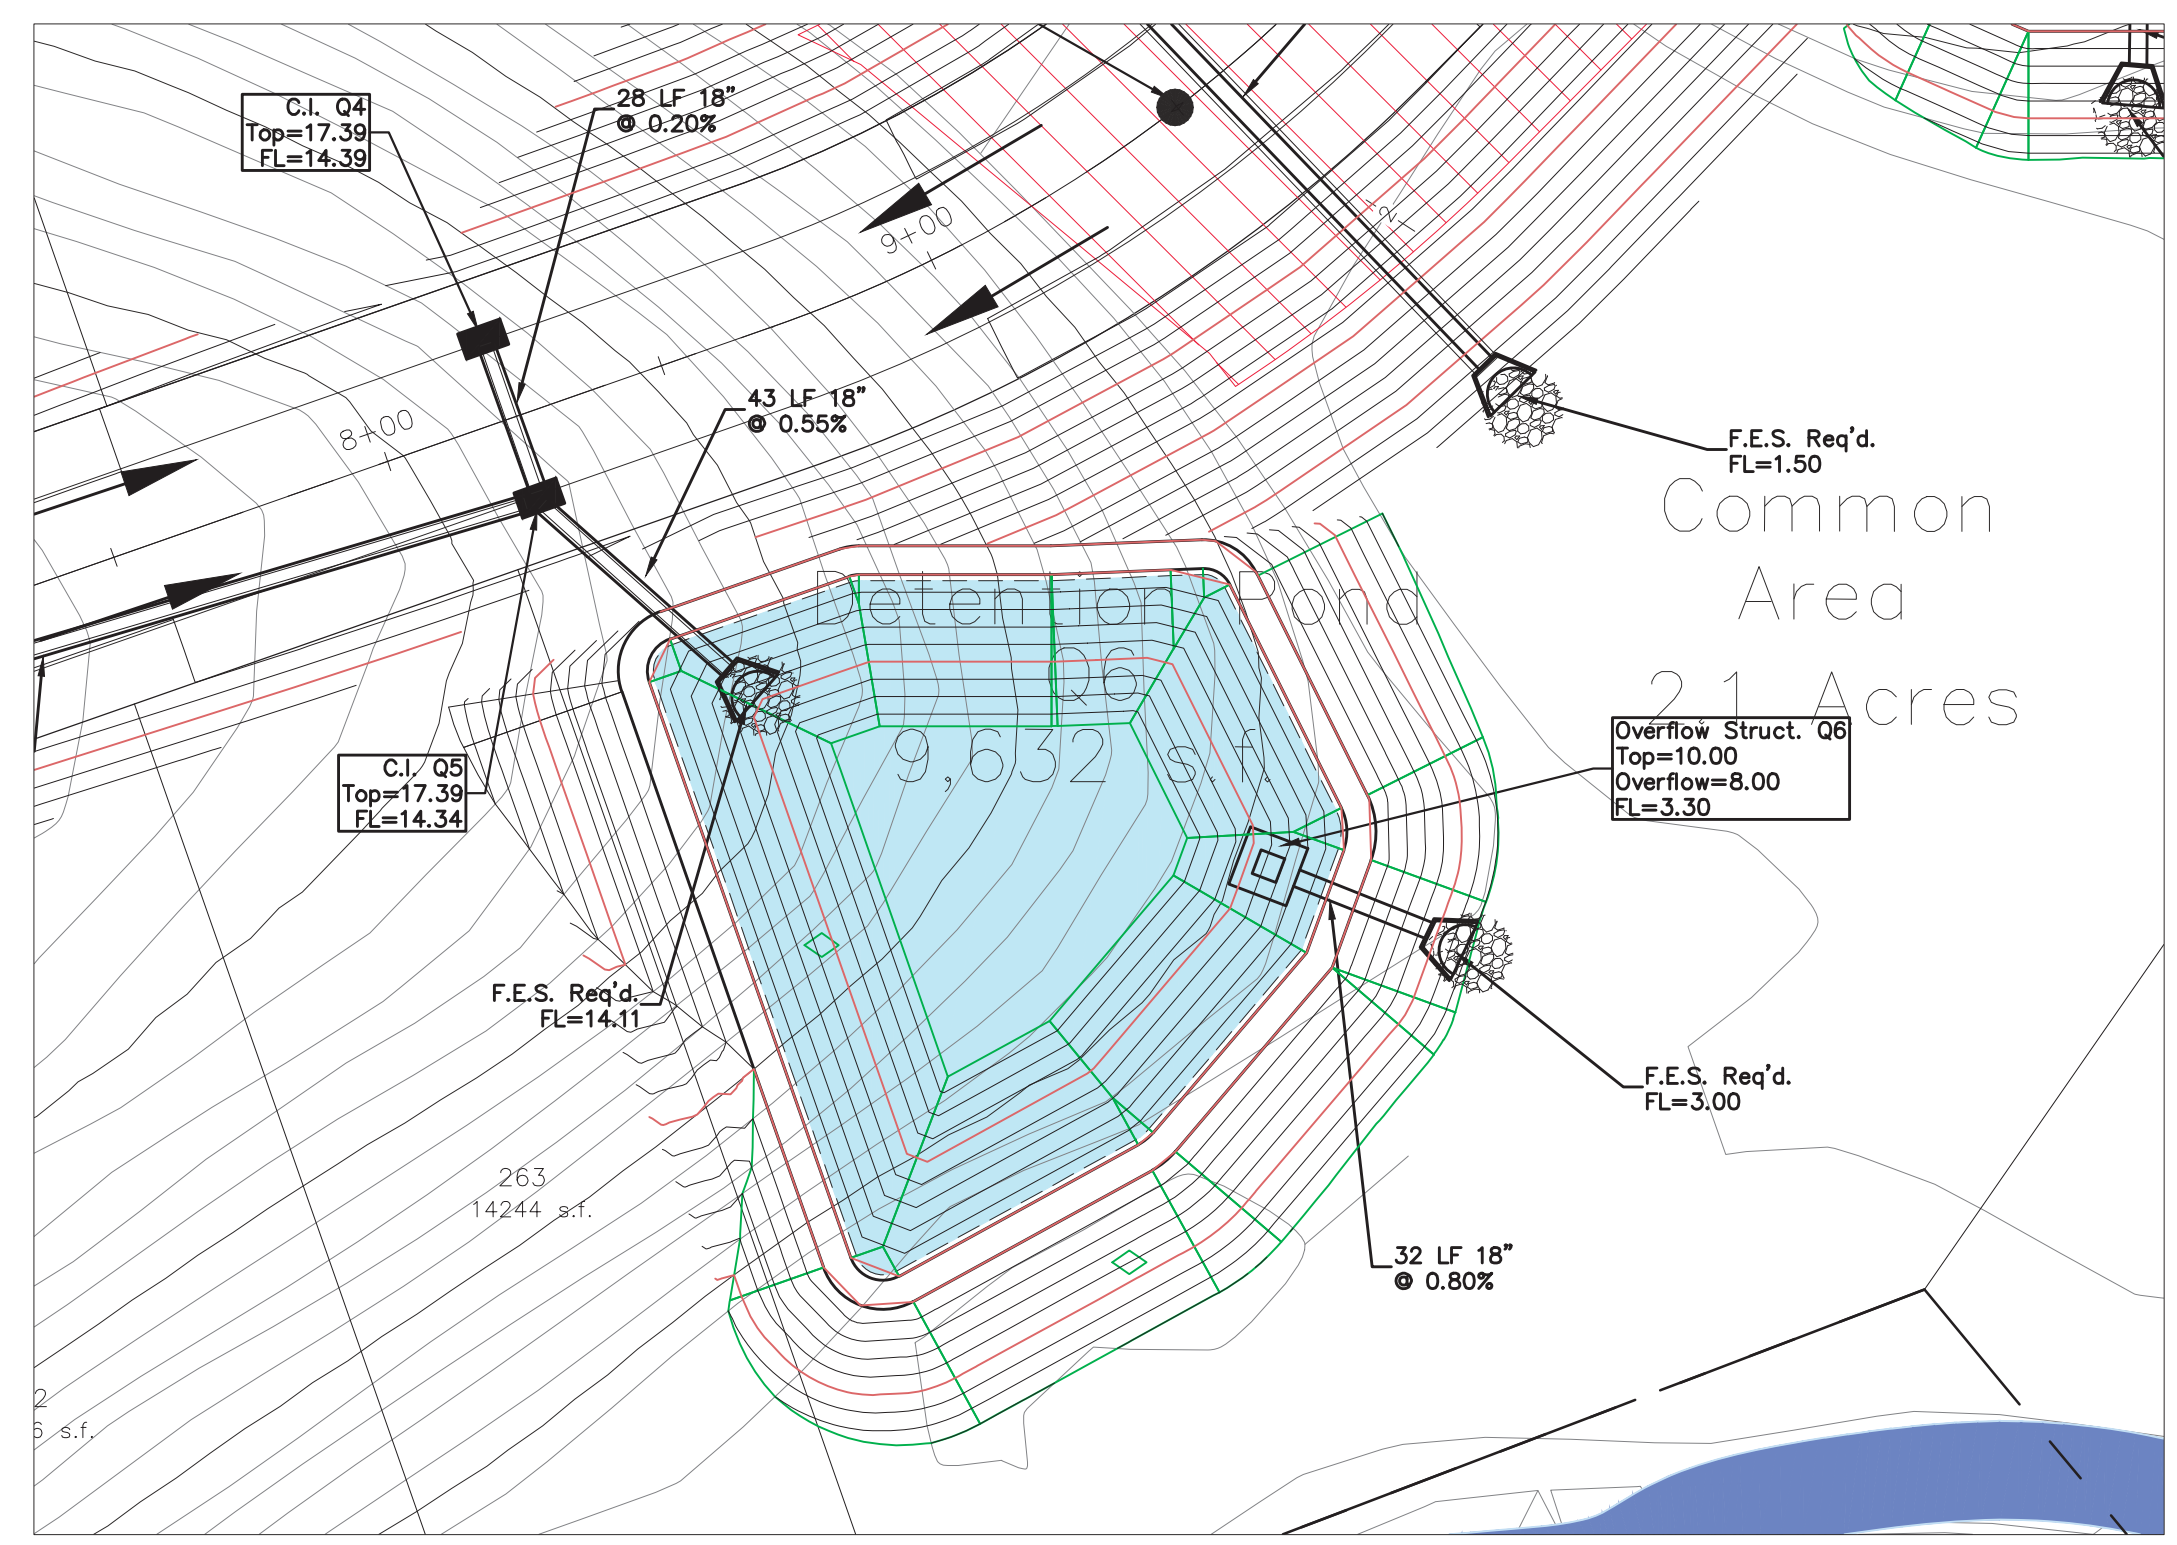 C.I. Q4
Top=17.39
FL=14.39
28 LF 18”
@ 0.20%
9+00
8+00
43 LF 18”
@ 0.55%
F.E.S. Req'd.
FL=1.50
Common
Area
2.1 Acres
Detention Pond
Q6
9,632 s.f.
Overflow Struct. Q6
Top=10.00
Overflow=8.00
FL=3.30
C.I. Q5
Top=17.39
FL=14.34
F.E.S. Req'd.
FL=14.11
F.E.S. Req'd.
FL=3.00
263
14244 s.f.
32 LF 18”
@ 0.80%
2
6 s.f.